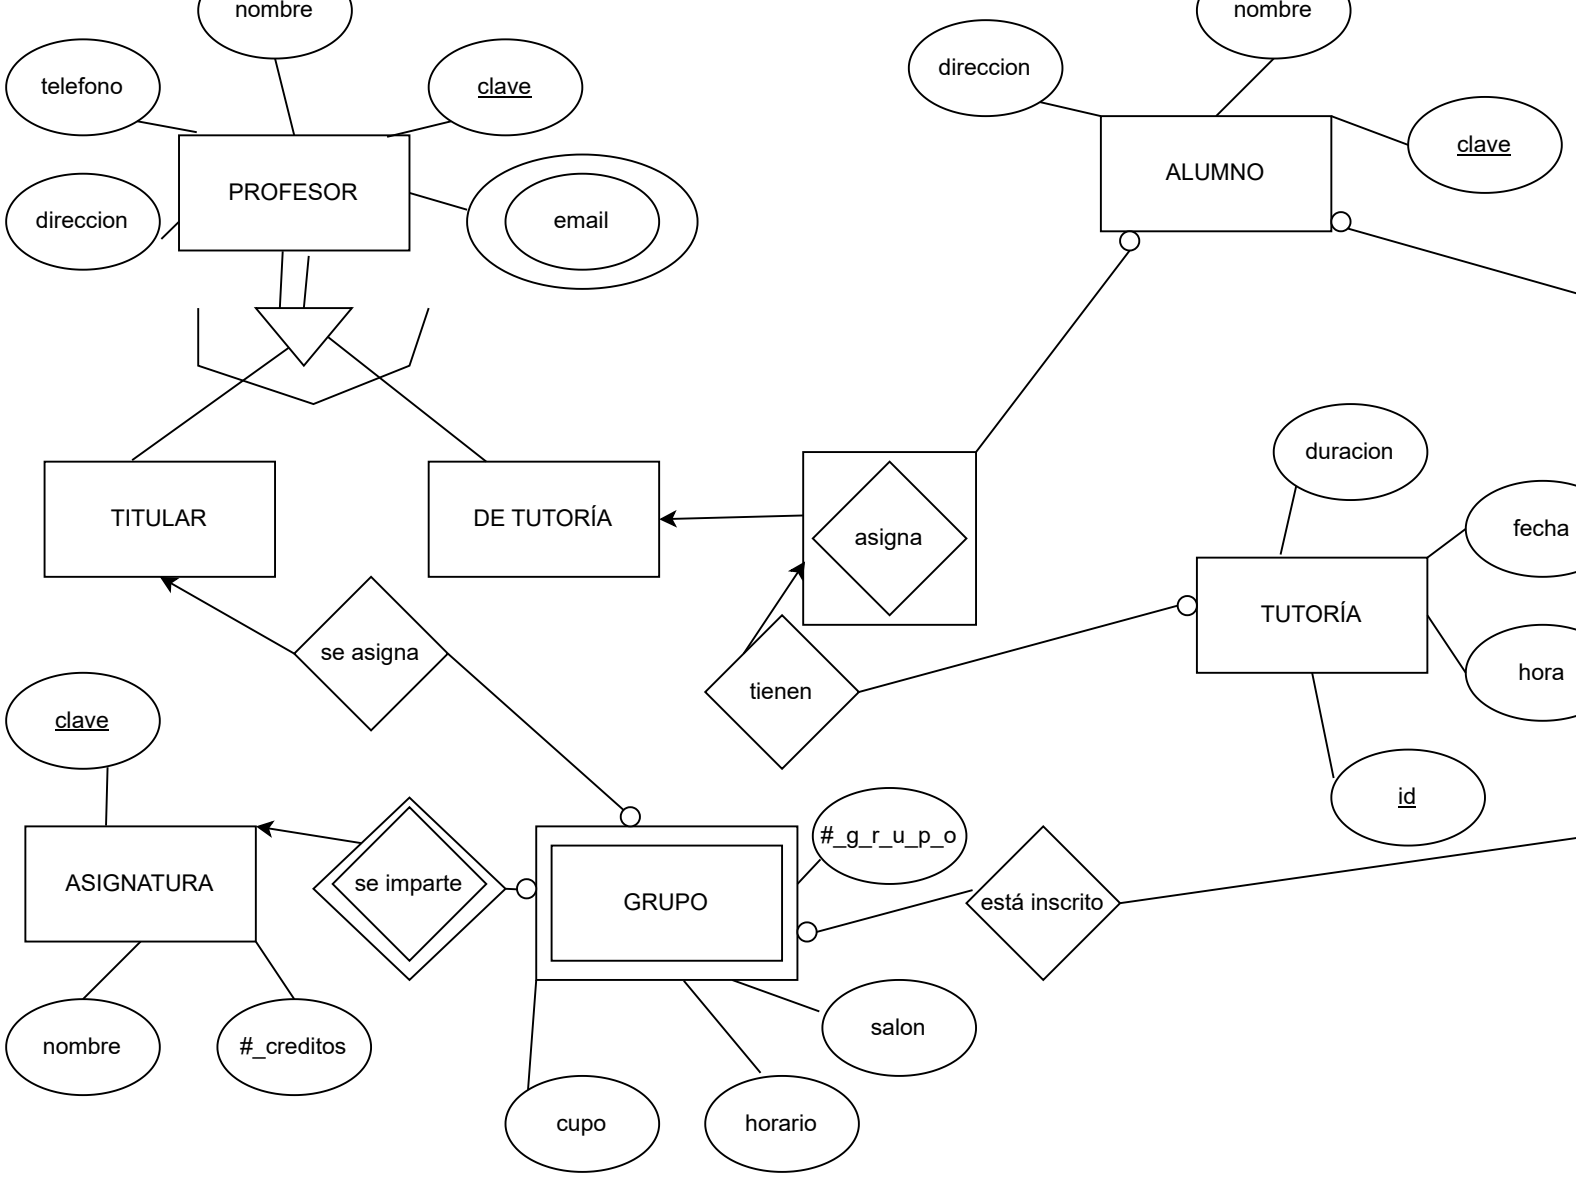 nombre
nombre
direccion
telefono
clave
clave
PROFESOR
ALUMNO
direccion
email
duracion
TITULAR
DE TUTORÍA
asigna
fecha
TUTORÍA
se asigna
hora
tienen
clave
id
#_g_r_u_p_o
ASIGNATURA
se imparte
GRUPO
está inscrito
salon
nombre
#_creditos
cupo
horario